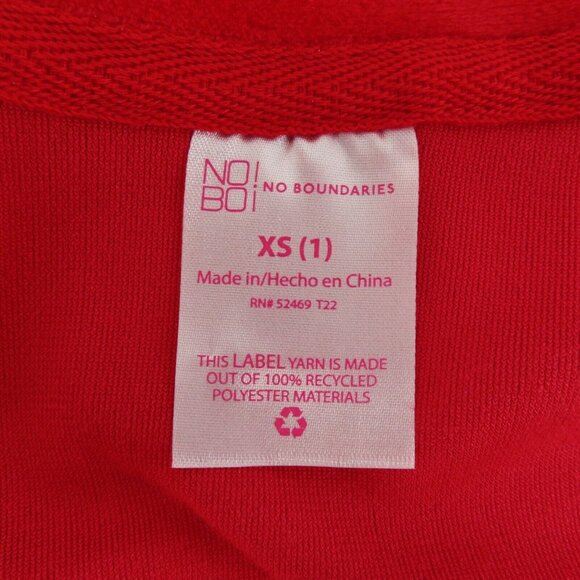 NO!
BO¡
NO BOUNDARIES
XS (1)
Made in/Hecho en China
RN# 52469 T22
THIS LABEL YARN IS MADE
OUT OF 100% RECYCLED
POLYESTER MATERIALS